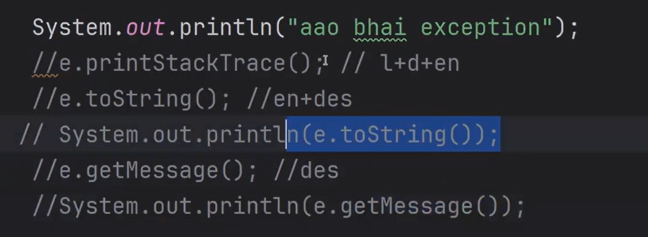 System.out.println("aao bhai exception");
//e.printStackTrace(); // l+d+en
//e.toString(); //en+des
// System.out.println(e.toString());
//e.getMessage(); //des
//System.out.println(e.getMessage());